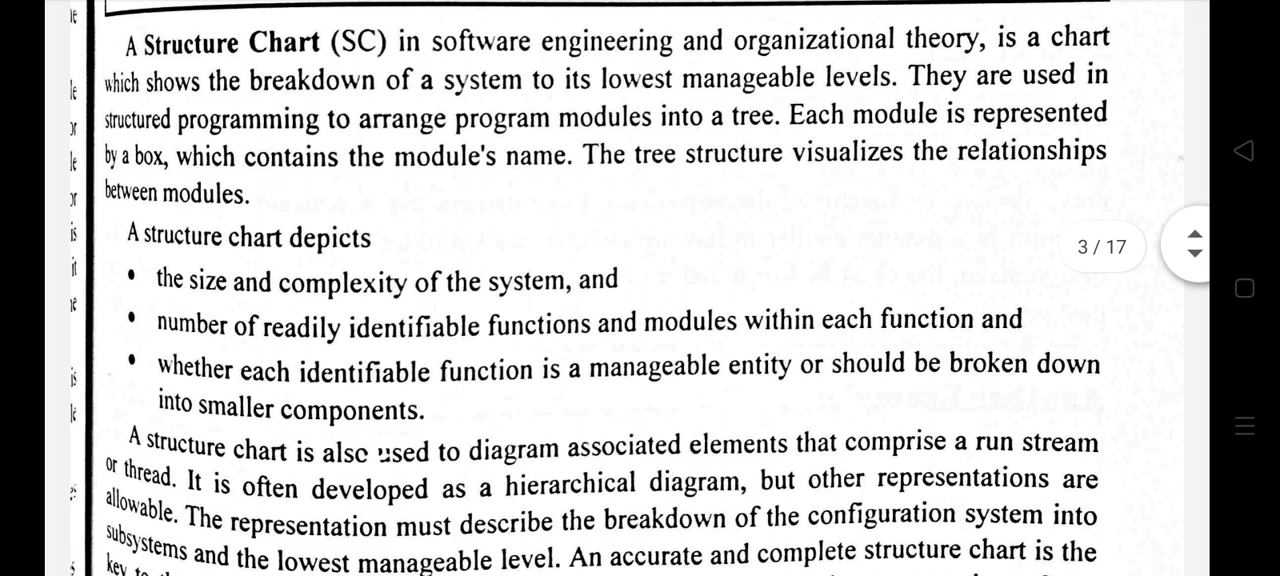 A Structure Chart (SC) in software engineering and organizational theory, is a chart
which shows the breakdown of a system to its lowest manageable levels. They are used in
structured programming to arrange program modules into a tree. Each module is represented
by a box, which contains the module's name. The tree structure visualizes the relationships
between modules.
A structure chart depicts
• the size and complexity of the system, and
• number of readily identifiable functions and modules within each function and
• whether each identifiable function is a manageable entity or should be broken down
into smaller components.
A structure chart is also used to diagram associated elements that comprise a run stream
or thread. It is often developed as a hierarchical diagram, but other representations are
allowable. The representation must describe the breakdown of the configuration system into
subsystems and the lowest manageable level. An accurate and complete structure chart is the
key to
3 / 17